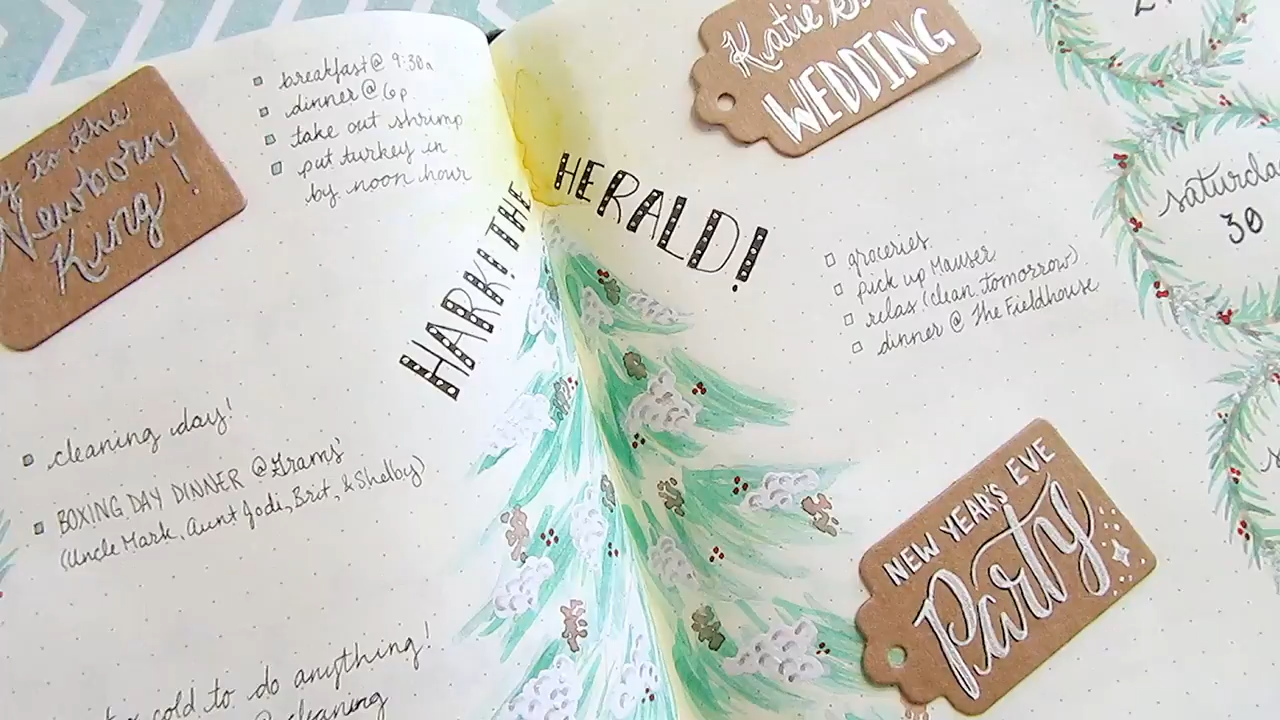 to the
Newborn
King!
breakfast @ 9:30a
dinner @ 6p
take out shrimp
put turkey in
by noon hour
HARK! THE HERALD!
cleaning day!
BOXING DAY DINNER @ Grams'
(Uncle Mark, Aunt Jodi, Brit, & Shelby)
cold to do anything!
cleaning
Katie
WEDDING
groceries
pick up Mauser
relax (clean tomorrow)
dinner @ The Fieldhouse
NEW YEAR'S EVE
Party
30